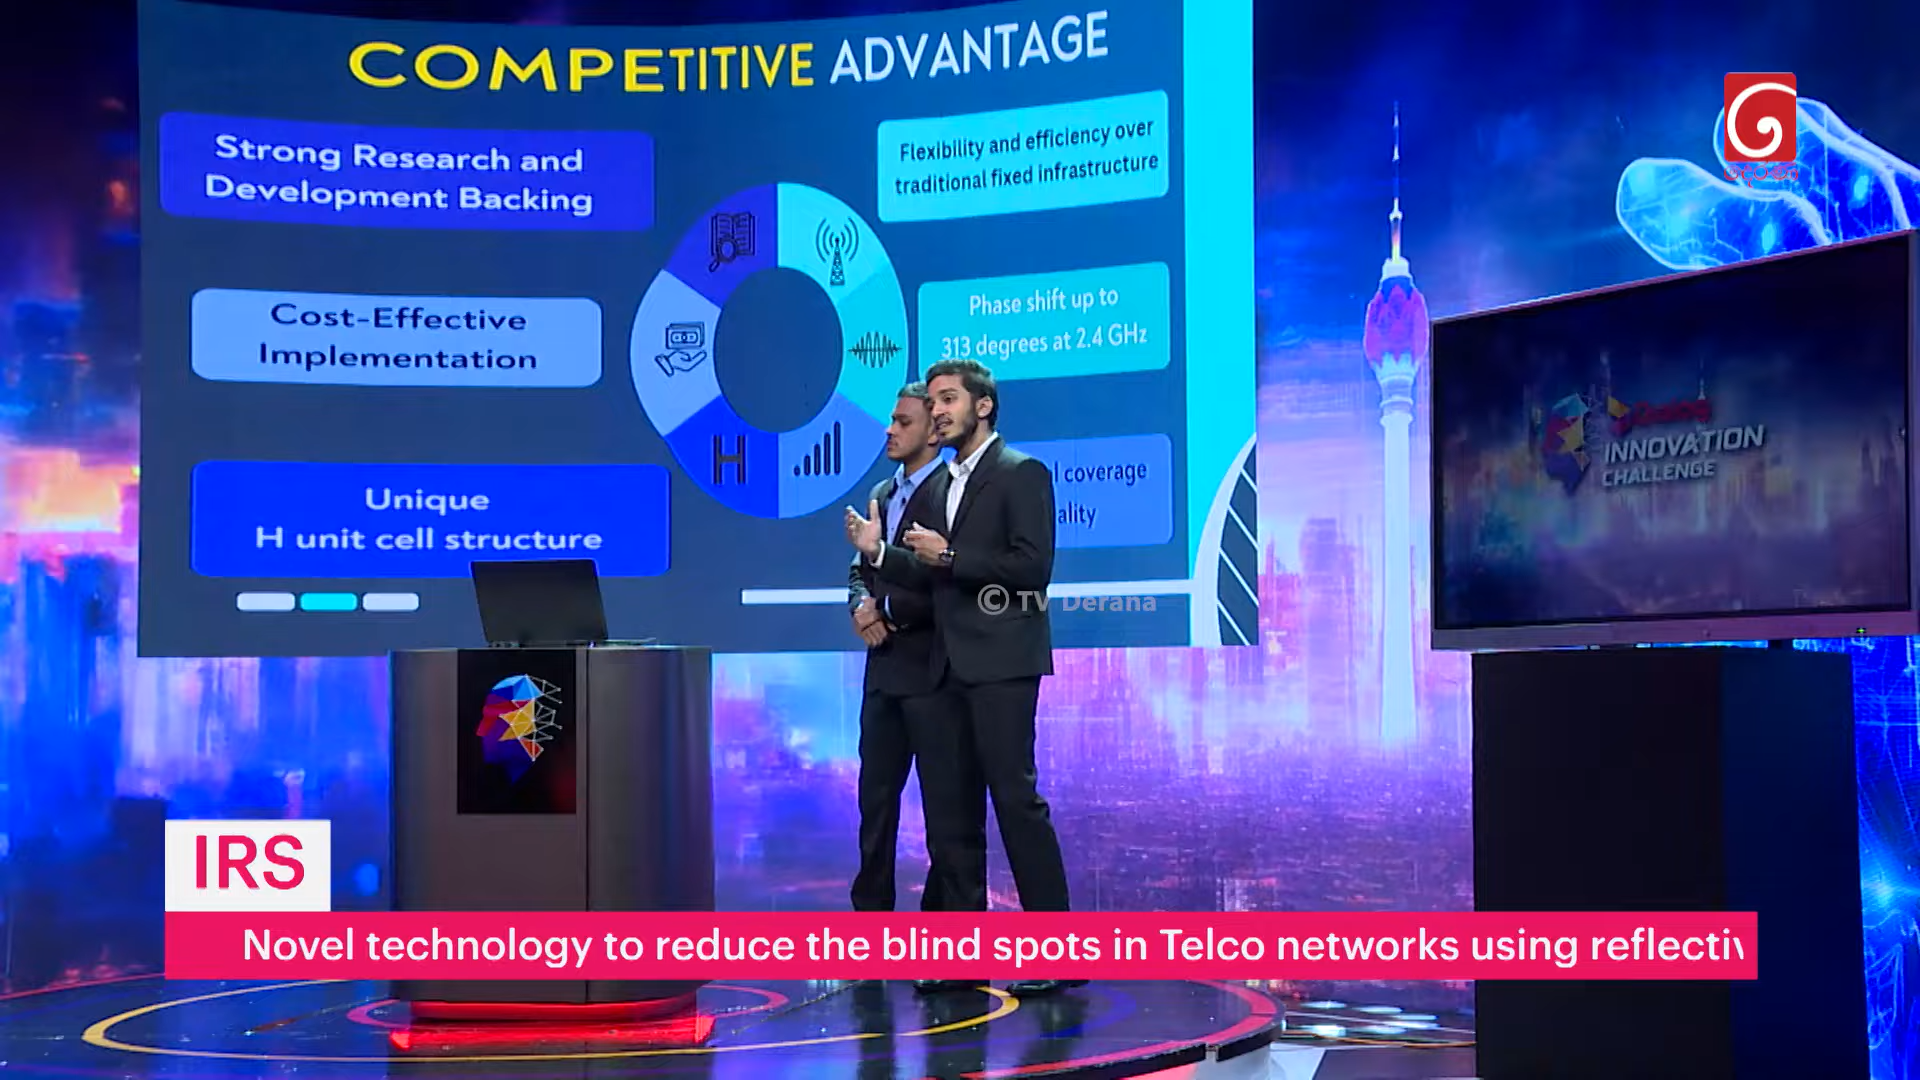 COMPETITIVE ADVANTAGE
Strong Research and
Development Backing
Cost-Effective
Implementation
Unique
H unit cell structure
H
Flexibility and efficiency over
traditional fixed infrastructure
Phase shift up to
313 degrees at 2.4 GHz
coverage
දෙරණ
INNOVATION
CHALLENGE
© TV Derana
IRS
Novel technology to reduce the blind spots in Telco networks using